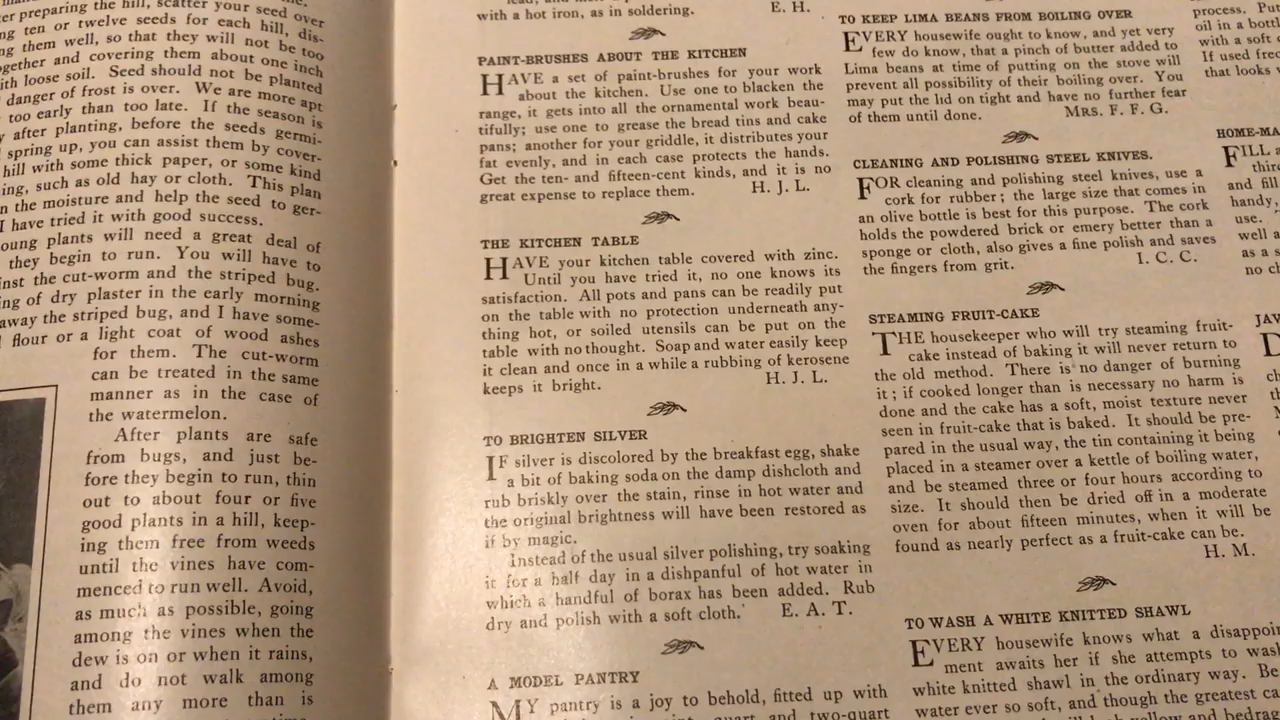 er preparing the hill, scatter your seed over
ng ten or twelve seeds for each hill, dis-
ng them well, so that they will not be too
ogether and covering them about one inch
ith loose soil. Seed should not be planted
danger of frost is over. We are more apt
too early than too late. If the season is
y after planting, before the seeds germi-
spring up, you can assist them by cover-
hill with some thick paper, or some kind
ing, such as old hay or cloth. This plan
n the moisture and help the seed to ger-
I have tried it with good success.
oung plants will need a great deal of
they begin to run. You will have to
inst the cut-worm and the striped bug.
ing of dry plaster in the early morning
away the striped bug, and I have some-
flour or a light coat of wood ashes
for them. The cut-worm
can be treated in the same
manner as in the case of
the watermelon.
After plants are safe
from bugs, and just be-
fore they begin to run, thin
out to about four or five
good plants in a hill, keep-
ing them free from weeds
until the vines have com-
menced to run well. Avoid,
as much as possible, going
among the vines when the
dew is on or when it rains,
and do not walk among
them any more than is
with a hot iron, as in soldering. E. H.
PAINT-BRUSHES ABOUT THE KITCHEN
HAVE a set of paint-brushes for your work
about the kitchen. Use one to blacken the
range, it gets into all the ornamental work beau-
tifully; use one to grease the bread tins and cake
pans; another for your griddle, it distributes your
fat evenly, and in each case protects the hands.
Get the ten- and fifteen-cent kinds, and it is no
great expense to replace them. H. J. L.
THE KITCHEN TABLE
HAVE your kitchen table covered with zinc.
Until you have tried it, no one knows its
satisfaction. All pots and pans can be readily put
on the table with no protection underneath any-
thing hot, or soiled utensils can be put on the
table with no thought. Soap and water easily keep
it clean and once in a while a rubbing of kerosene
keeps it bright. H. J. L.
TO BRIGHTEN SILVER
IF silver is discolored by the breakfast egg, shake
a bit of baking soda on the damp dishcloth and
rub briskly over the stain, rinse in hot water and
the original brightness will have been restored as
if by magic.
Instead of the usual silver polishing, try soaking
it for a half day in a dishpanful of hot water in
which a handful of borax has been added. Rub
dry and polish with a soft cloth. E. A. T.
A MODEL PANTRY
MY pantry is a joy to behold, fitted up with
quart and two-quart
TO KEEP LIMA BEANS FROM BOILING OVER
EVERY housewife ought to know, and yet very
few do know, that a pinch of butter added to
Lima beans at time of putting on the stove will
prevent all possibility of their boiling over. You
may put the lid on tight and have no further fear
of them until done. MRS. F. F. G.
CLEANING AND POLISHING STEEL KNIVES.
FOR cleaning and polishing steel knives, use a
cork for rubber; the large size that comes in
an olive bottle is best for this purpose. The cork
holds the powdered brick or emery better than a
sponge or cloth, also gives a fine polish and saves
the fingers from grit. I. C. C.
STEAMING FRUIT-CAKE
THE housekeeper who will try steaming fruit-
cake instead of baking it will never return to
the old method. There is no danger of burning
it; if cooked longer than is necessary no harm is
done and the cake has a soft, moist texture never
seen in fruit-cake that is baked. It should be pre-
pared in the usual way, the tin containing it being
placed in a steamer over a kettle of boiling water,
and be steamed three or four hours according to
size. It should then be dried off in a moderate
oven for about fifteen minutes, when it will be
found as nearly perfect as a fruit-cake can be.
H. M.
TO WASH A WHITE KNITTED SHAWL
EVERY housewife knows what a disappoin
ment awaits her if she attempts to wash
white knitted shawl in the ordinary way. Be
water ever so soft, and though the greatest ca
yellow and bedrag
process. Put
oil in a bottl
with a soft c
If used freq
that looks w
HOME-MA
FILL a
third
and fill
handy,
use.
well a
as a s
no ch
JAV
D
ch
th